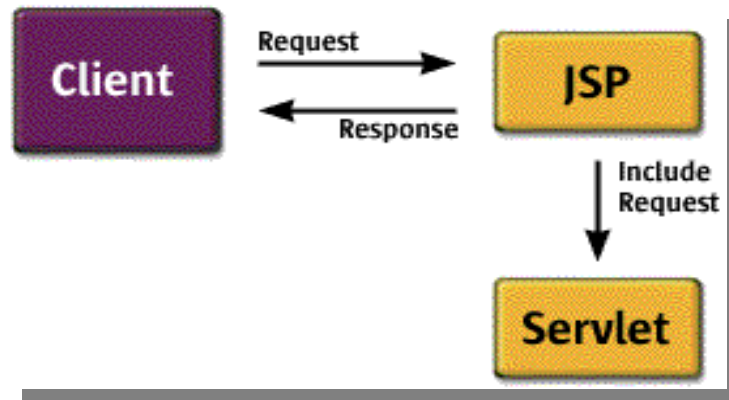 Client
Request
Response
JSP
Include
Request
Servlet